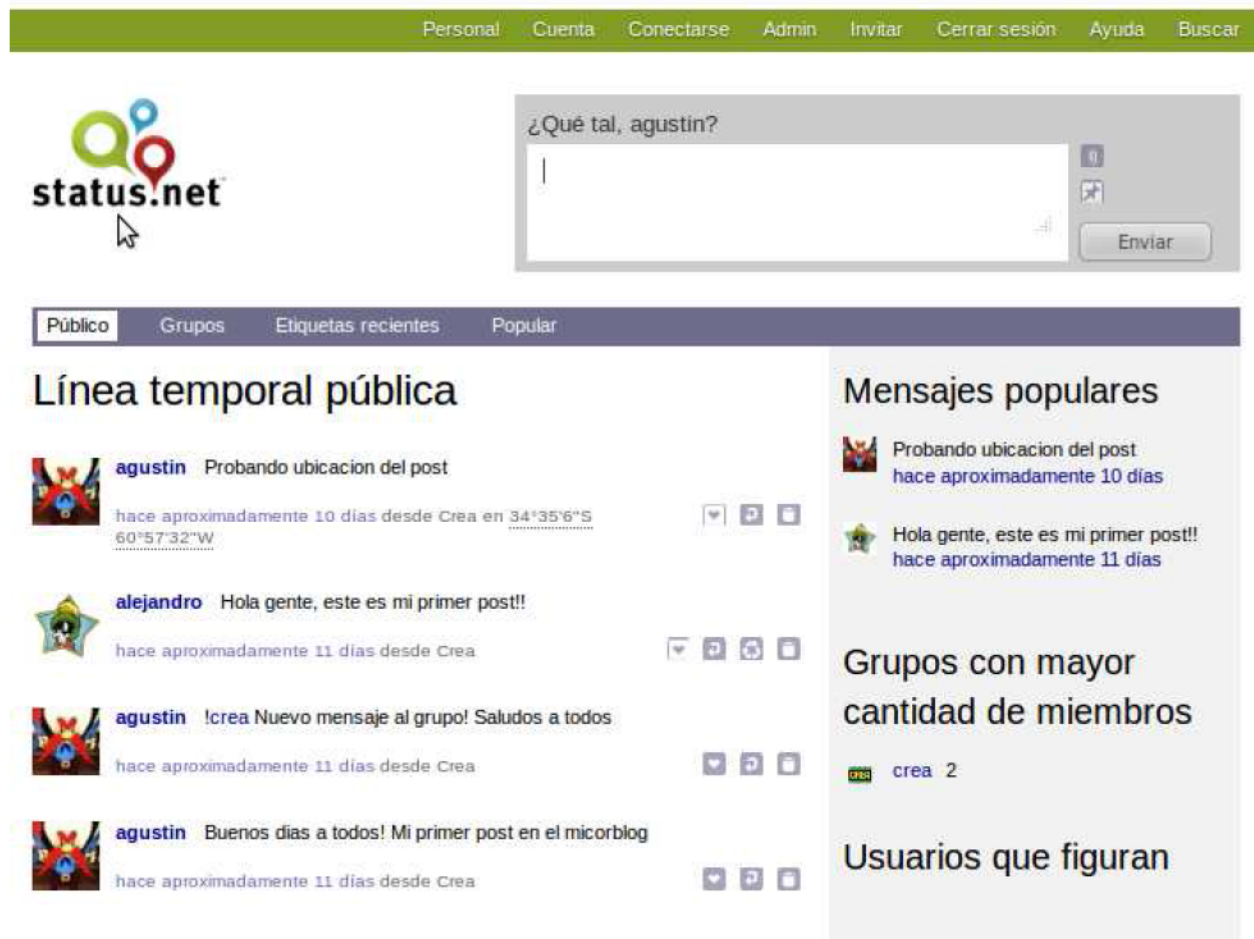 Personal Cuenta Conectarse Admin Invitar Cerrar sesión Ayuda Buscar
status.net
¿Qué tal, agustin?
Enviar
Público Grupos Etiquetas recientes Popular
Línea temporal pública
agustin Probando ubicacion del post
hace aproximadamente 10 días desde Crea en 34°35'6"S
60°57'32"W
alejandro Hola gente, este es mi primer post!!
hace aproximadamente 11 días desde Crea
agustin !crea Nuevo mensaje al grupo! Saludos a todos
hace aproximadamente 11 días desde Crea
agustin Buenos dias a todos! Mi primer post en el micorblog
hace aproximadamente 11 días desde Crea
Mensajes populares
Probando ubicacion del post
hace aproximadamente 10 días
Hola gente, este es mi primer post!!
hace aproximadamente 11 días
Grupos con mayor
cantidad de miembros
CREA crea 2
Usuarios que figuran